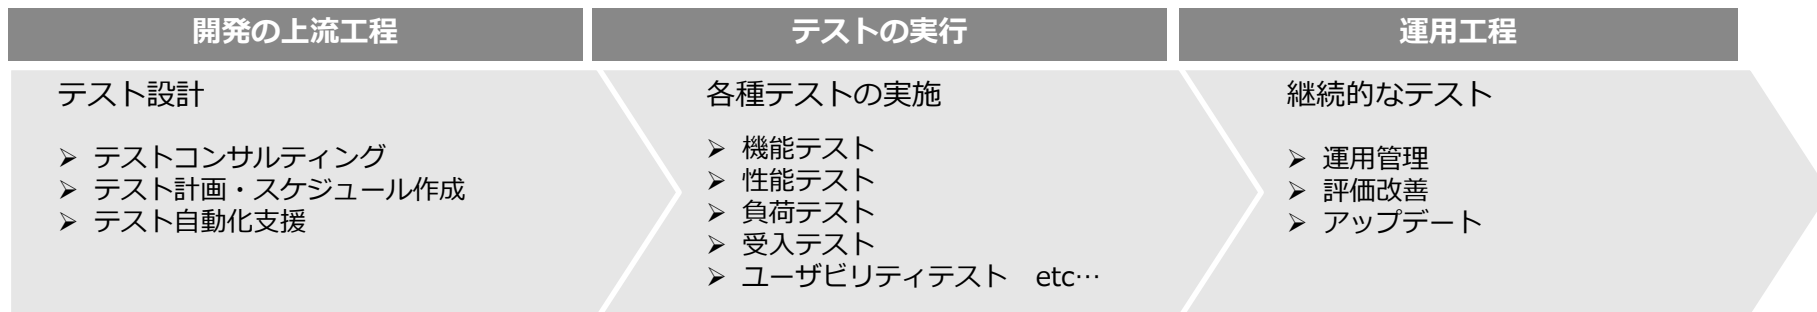 開発の上流工程
テスト設計
➢ テストコンサルティング
➢ テスト計画・スケジュール作成
➢ テスト自動化支援
テストの実行
各種テストの実施
➢ 機能テスト
➢ 性能テスト
➢ 負荷テスト
➢ 受入テスト
➢ ユーザビリティテスト　etc…
運用工程
継続的なテスト
➢ 運用管理
➢ 評価改善
➢ アップデート